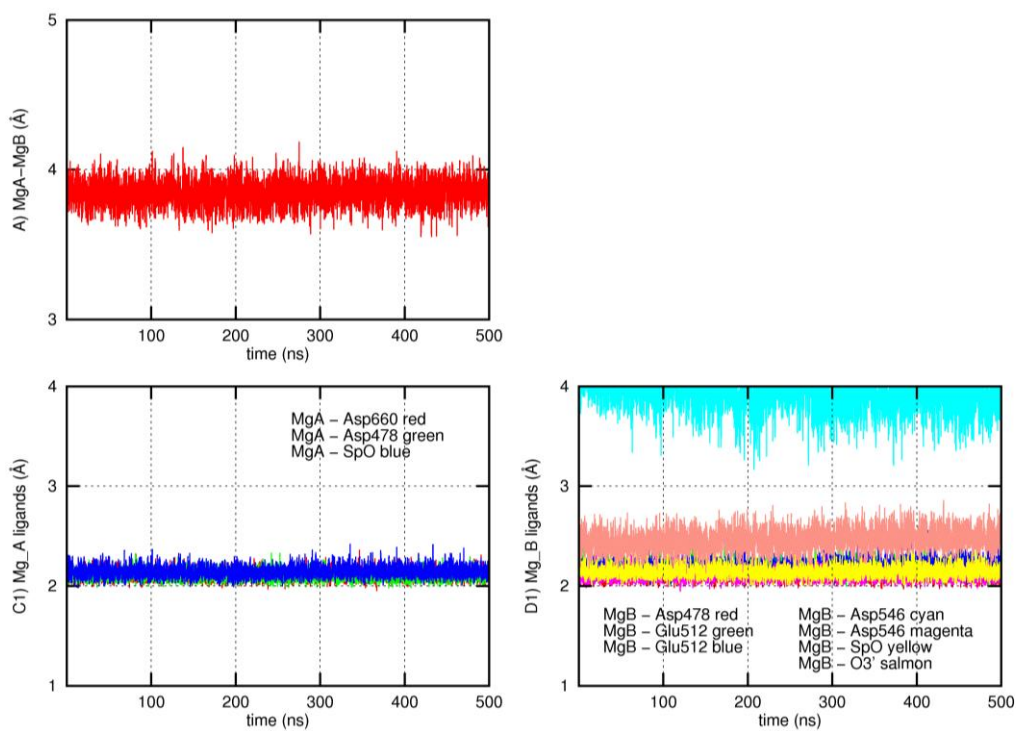 A) MgA−MgB (Å)
5
4
3
100 200 300 400 500
time (ns)
C1) Mg_A ligands (Å)
4
3
2
1
MgA − Asp660 red
MgA − Asp478 green
MgA − SpO blue
100 200 300 400 500
time (ns)
D1) Mg_B ligands (Å)
4
3
2
1
MgB − Asp478 red
MgB − Glu512 green
MgB − Glu512 blue
MgB − Asp546 cyan
MgB − Asp546 magenta
MgB − SpO yellow
MgB − O3' salmon
100 200 300 400 500
time (ns)